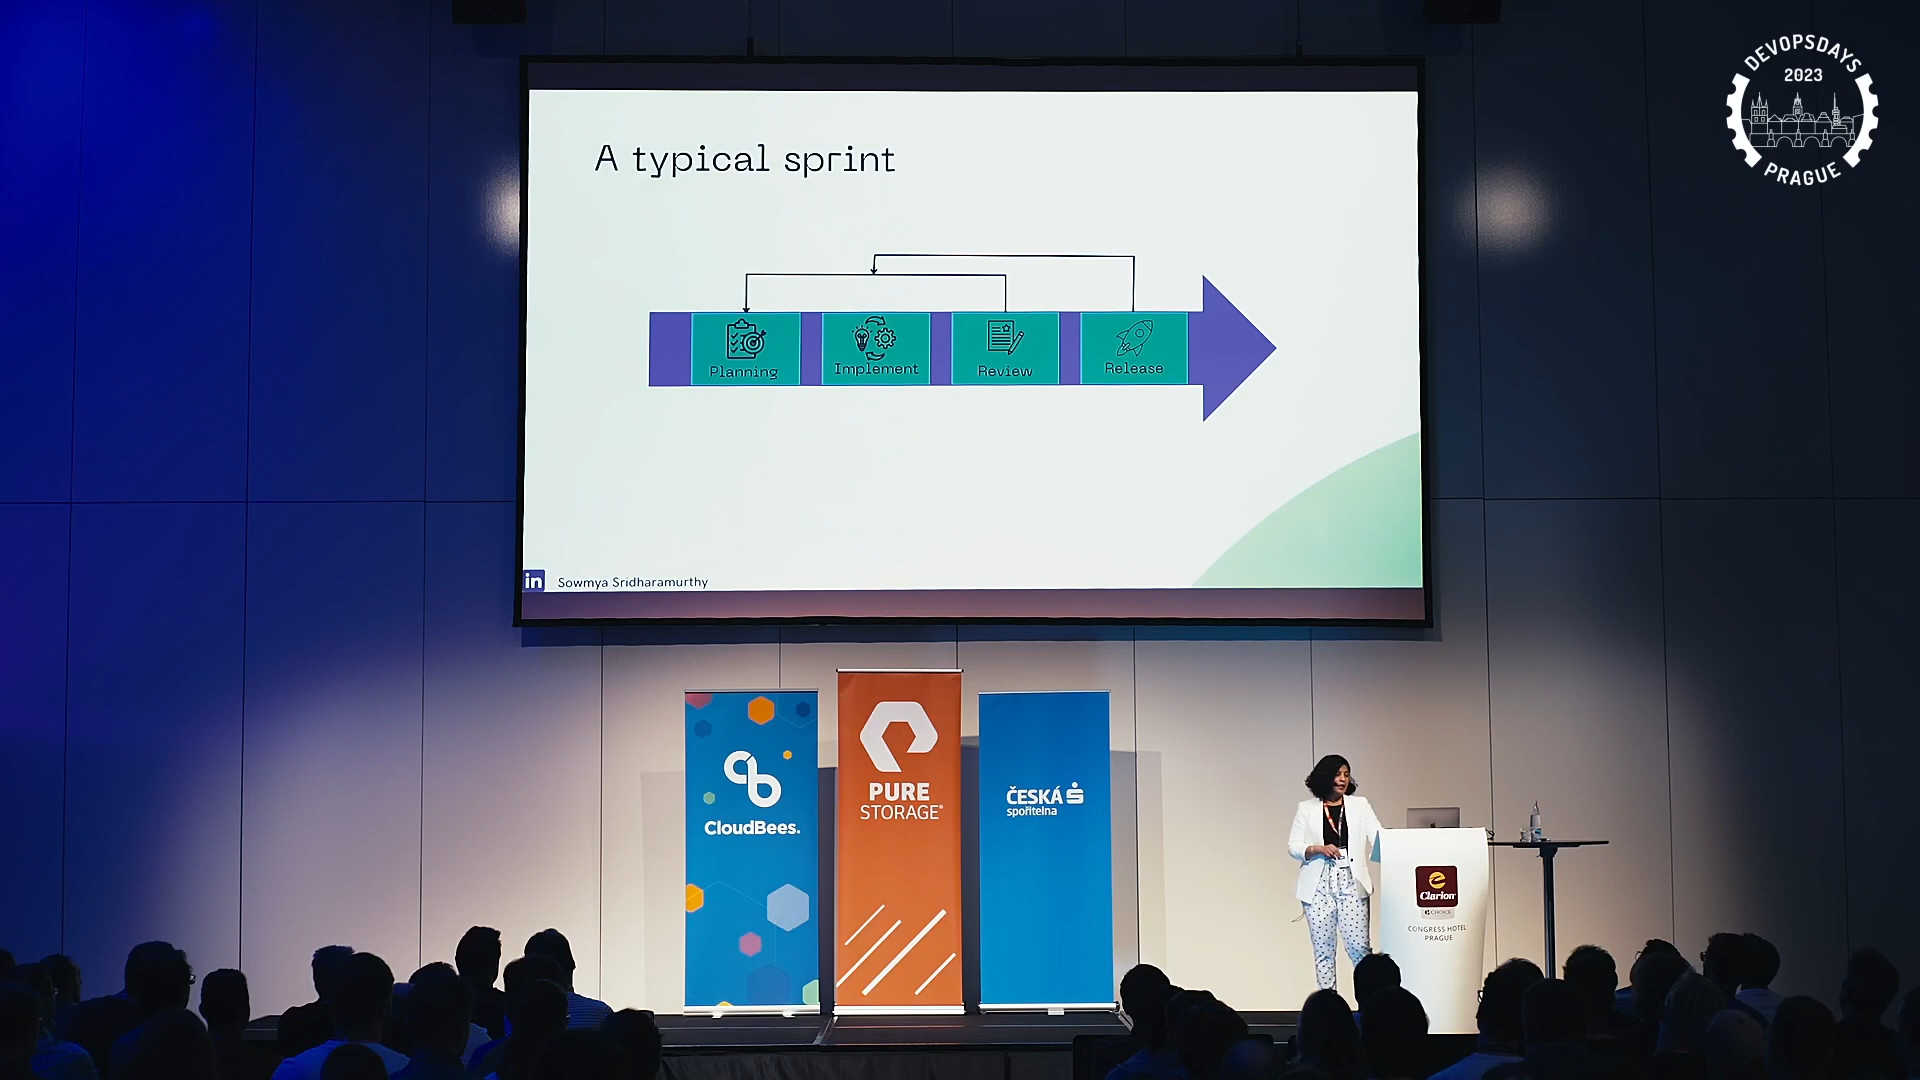 DEVOPSDAYS
2023
PRAGUE
A typical sprint
Planning
Implement
Review
Release
in
Sowmya Sridharamurthy
CloudBees.
PURE
STORAGE®
ČESKÁ
spořitelna
Clarion
CHOICE
CONGRESS HOTEL
PRAGUE